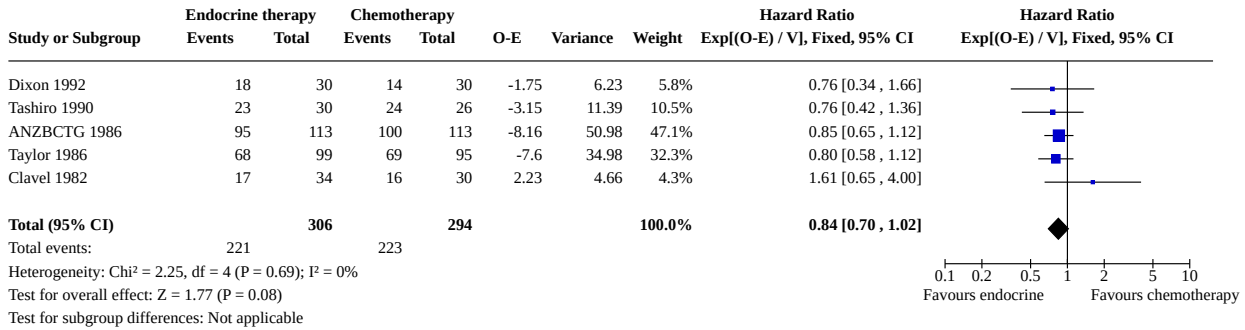 Endocrine therapy Chemotherapy Hazard Ratio Hazard Ratio
Study or Subgroup Events Total Events Total O-E Variance Weight Exp[(O-E) / V], Fixed, 95% CI Exp[(O-E) / V], Fixed, 95% CI
Dixon 1992 18 30 14 30 -1.75 6.23 5.8% 0.76 [0.34 , 1.66]
Tashiro 1990 23 30 24 26 -3.15 11.39 10.5% 0.76 [0.42 , 1.36]
ANZBCTG 1986 95 113 100 113 -8.16 50.98 47.1% 0.85 [0.65 , 1.12]
Taylor 1986 68 99 69 95 -7.6 34.98 32.3% 0.80 [0.58 , 1.12]
Clavel 1982 17 34 16 30 2.23 4.66 4.3% 1.61 [0.65 , 4.00]
Total (95% CI) 306 294 100.0% 0.84 [0.70 , 1.02]
Total events: 221 223
Heterogeneity: Chi² = 2.25, df = 4 (P = 0.69); I² = 0%
0.1 0.2 0.5 1 2 5 10
Test for overall effect: Z = 1.77 (P = 0.08) Favours endocrine Favours chemotherapy
Test for subgroup differences: Not applicable